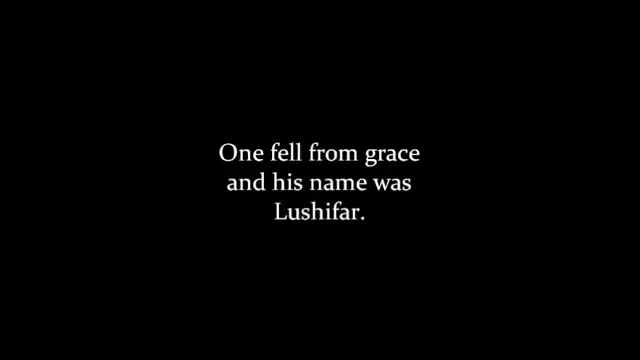 One fell from grace
and his name was
Lushifar.